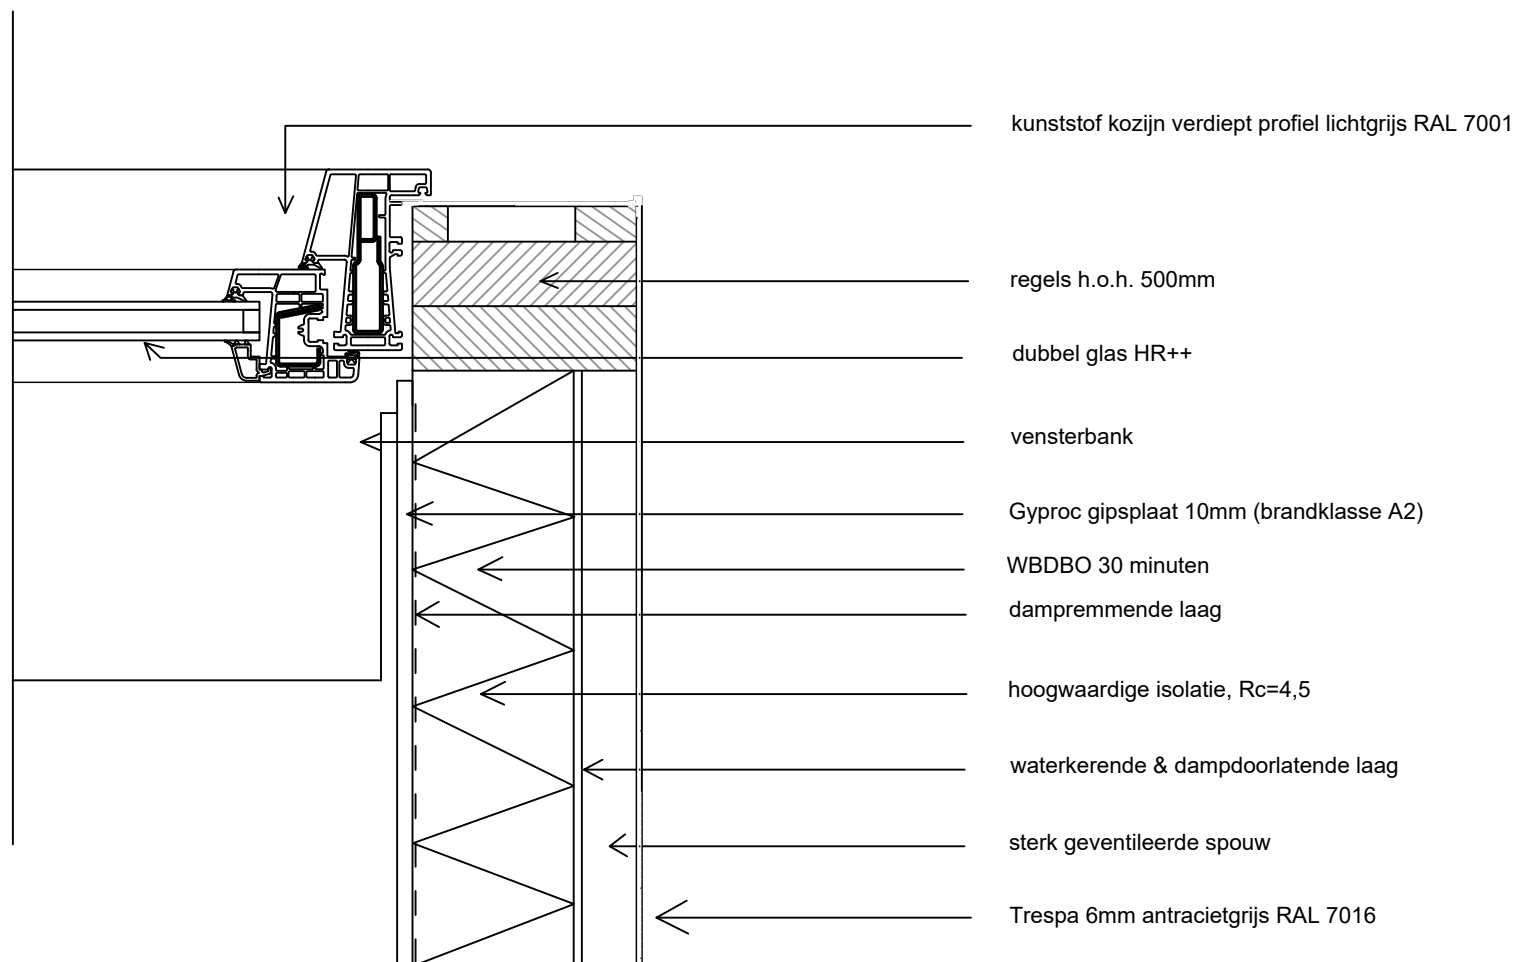 kunststof kozijn verdiept profiel lichtgrijs RAL 7001
regels h.o.h. 500mm
dubbel glas HR++
vensterbank
Gyproc gipsplaat 10mm (brandklasse A2)
WBDBO 30 minuten
dampremmende laag
hoogwaardige isolatie, Rc=4,5
waterkerende & dampdoorlatende laag
sterk geventileerde spouw
Trespa 6mm antracietgrijs RAL 7016